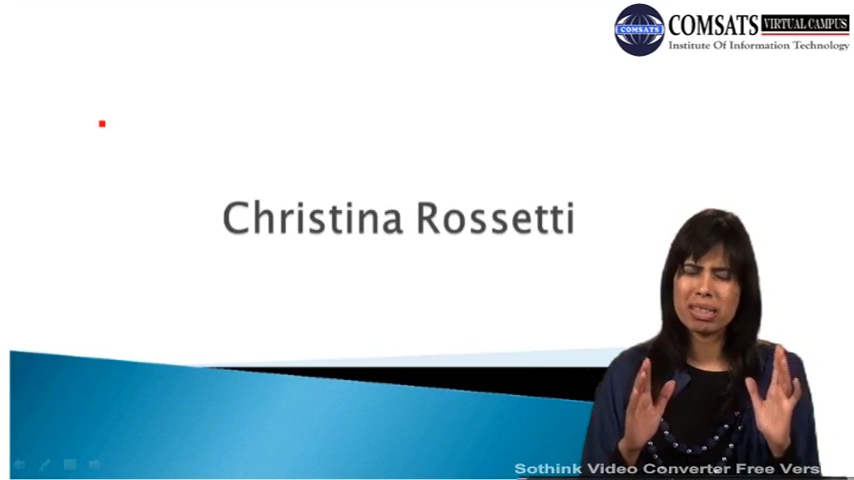 COMSATS VIRTUAL CAMPUS
COMSATS
Institute Of Information Technology
Christina Rossetti
Sothink Video Converter Free Vers